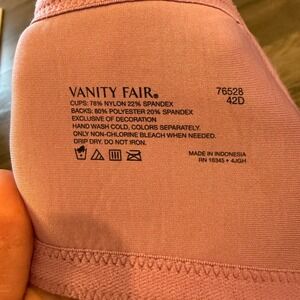 VANITY FAIR®
76528
42D
CUPS: 78% NYLON 22% SPANDEX
BACKS: 80% POLYESTER 20% SPANDEX
EXCLUSIVE OF DECORATION
HAND WASH COLD, COLORS SEPARATELY.
ONLY NON-CHLORINE BLEACH WHEN NEEDED.
DRIP DRY. DO NOT IRON.
MADE IN INDONESIA
RN 16345 • 4JGH